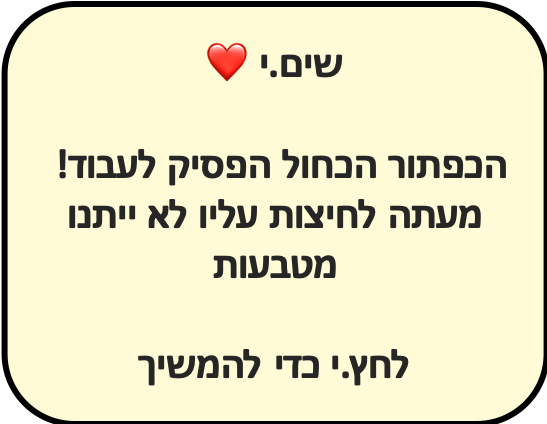 שים.י ❤️
הכפתור הכחול הפסיק לעבוד!
מעתה לחיצות עליו לא ייתנו
מטבעות
לחץ.י כדי להמשיך